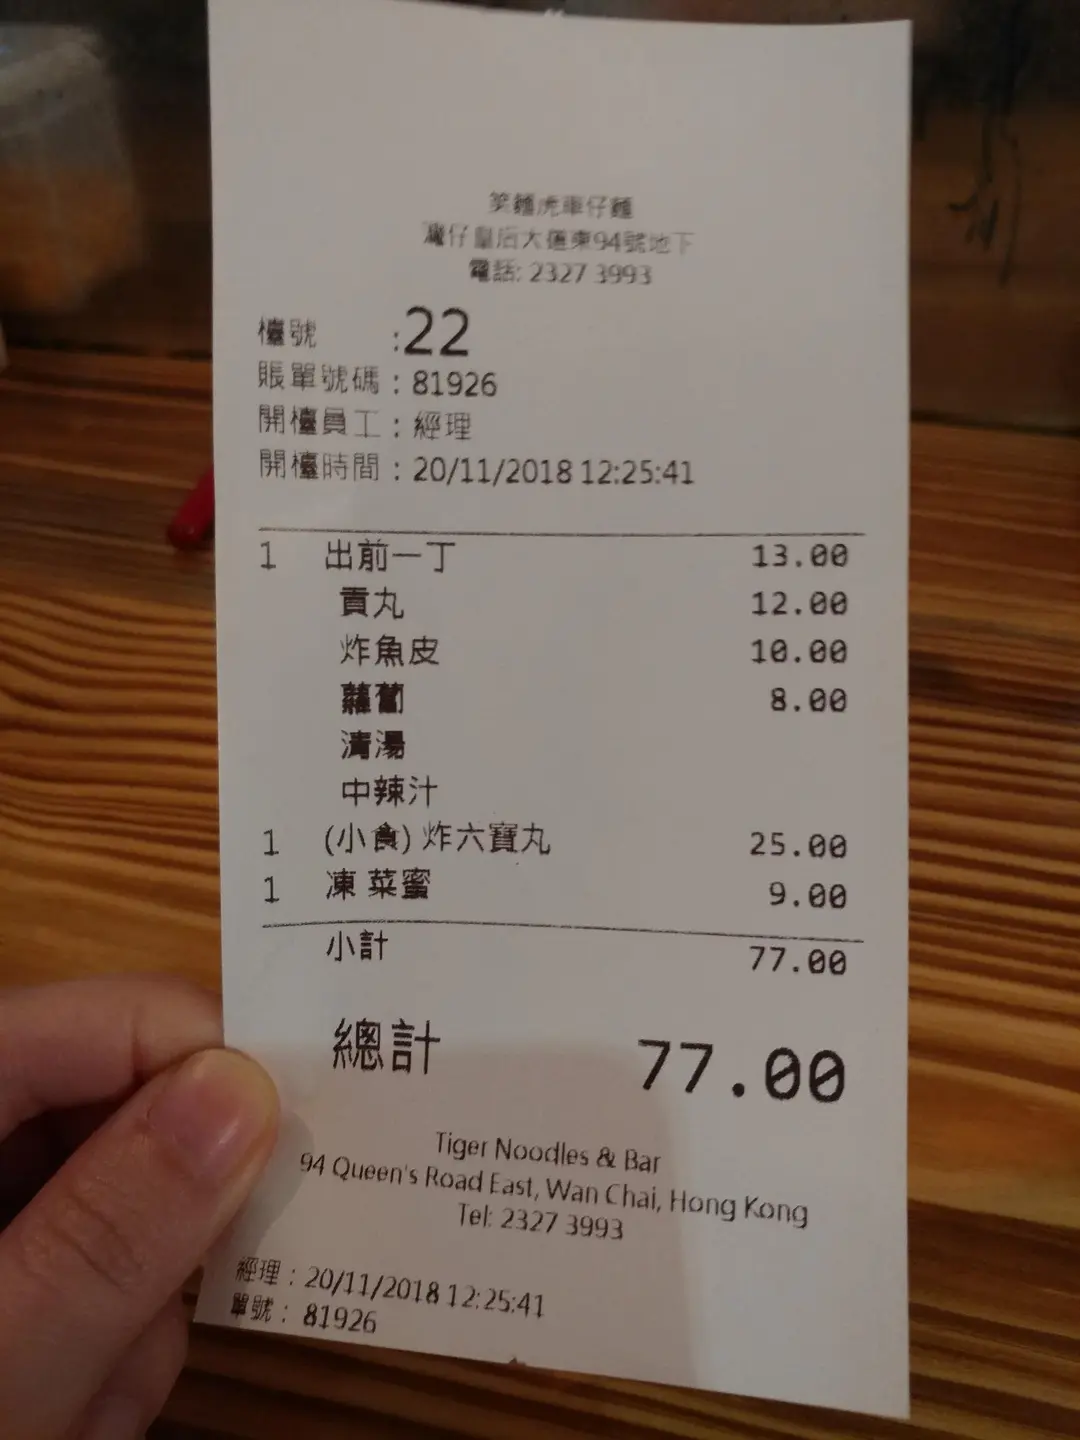 笑麵虎車仔麵
灣仔皇后大道東94號地下
電話: 2327 3993
檯號 :22
賬單號碼 : 81926
開檯員工 : 經理
開檯時間 : 20/11/2018 12:25:41
1 出前一丁 13.00
貢丸 12.00
炸魚皮 10.00
蘿蔔 8.00
清湯
中辣汁
1 (小食) 炸六寶丸 25.00
1 凍 菜蜜 9.00
小計 77.00
總計 77.00
Tiger Noodles & Bar
94 Queen's Road East, Wan Chai, Hong Kong
Tel: 2327 3993
經理 : 20/11/2018 12:25:41
單號 : 81926